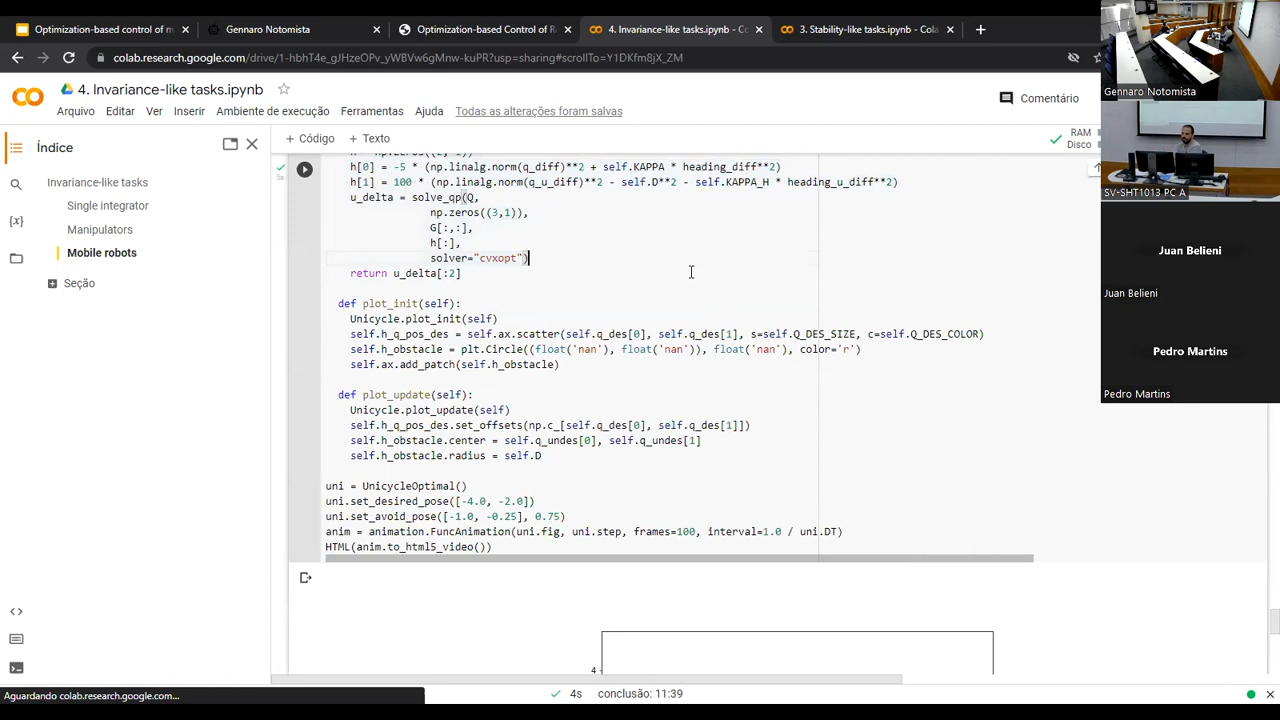 Optimization-based control of m
Gennaro Notomista
Optimization-based Control of R
4. Invariance-like tasks.ipynb - Co
3. Stability-like tasks.ipynb - Cola
colab.research.google.com/drive/1-hbhT4e_gJHzeOPv_yWBVw6gMnw-kuPR?usp=sharing#scrollTo=Y1DKfm8jX_ZM
4. Invariance-like tasks.ipynb
Comentário
Arquivo Editar Ver Inserir Ambiente de execução Ferramentas Ajuda Todas as alterações foram salvas
+ Código + Texto
RAM
Disco
Índice
Invariance-like tasks
Single integrator
Manipulators
Mobile robots
Seção
5s
h[0] = -5 * (np.linalg.norm(q_diff)**2 + self.KAPPA * heading_diff**2)
h[1] = 100 * (np.linalg.norm(q_u_diff)**2 - self.D**2 - self.KAPPA_H * heading_u_diff**2)
u_delta = solve_qp(Q,
np.zeros((3,1)),
G[:,:],
h[:],
solver="cvxopt")
return u_delta[:2]
def plot_init(self):
Unicycle.plot_init(self)
self.h_q_pos_des = self.ax.scatter(self.q_des[0], self.q_des[1], s=self.Q_DES_SIZE, c=self.Q_DES_COLOR)
self.h_obstacle = plt.Circle((float('nan'), float('nan')), float('nan'), color='r')
self.ax.add_patch(self.h_obstacle)
def plot_update(self):
Unicycle.plot_update(self)
self.h_q_pos_des.set_offsets(np.c_[self.q_des[0], self.q_des[1]])
self.h_obstacle.center = self.q_undes[0], self.q_undes[1]
self.h_obstacle.radius = self.D
uni = UnicycleOptimal()
uni.set_desired_pose([-4.0, -2.0])
uni.set_avoid_pose([-1.0, -0.25], 0.75)
anim = animation.FuncAnimation(uni.fig, uni.step, frames=100, interval=1.0 / uni.DT)
HTML(anim.to_html5_video())
4
Aguardando colab.research.google.com...
4s conclusão: 11:39
Gennaro Notomista
SV-SHT1013 PC A
Juan Belieni
Juan Belieni
Pedro Martins
Pedro Martins